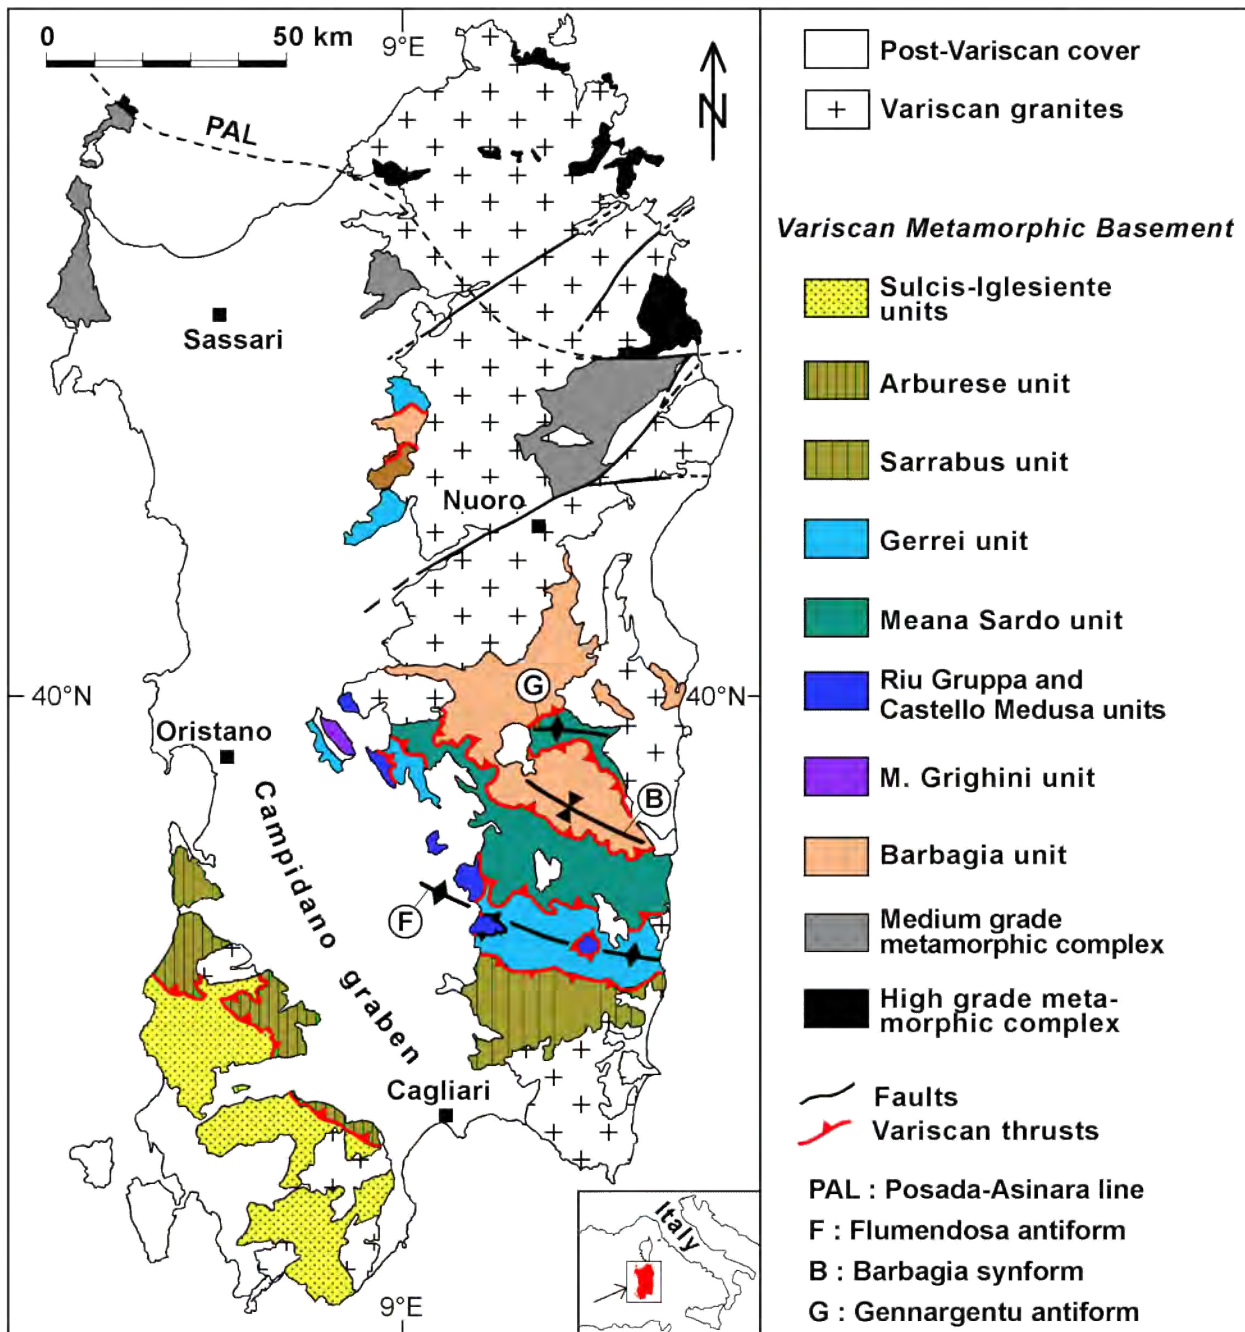 0
50 km
9°E
N
PAL
Sassari
Nuoro
40°N
40°N
G
Oristano
B
Campidano graben
F
Cagliari
9°E
Italy
Post-Variscan cover
Variscan granites
Variscan Metamorphic Basement
Sulcis-Iglesiente
units
Arburese unit
Sarrabus unit
Gerrei unit
Meana Sardo unit
Riu Gruppa and
Castello Medusa units
M. Grighini unit
Barbagia unit
Medium grade
metamorphic complex
High grade meta-
morphic complex
Faults
Variscan thrusts
PAL : Posada-Asinara line
F : Flumendosa antiform
B : Barbagia synform
G : Gennargentu antiform